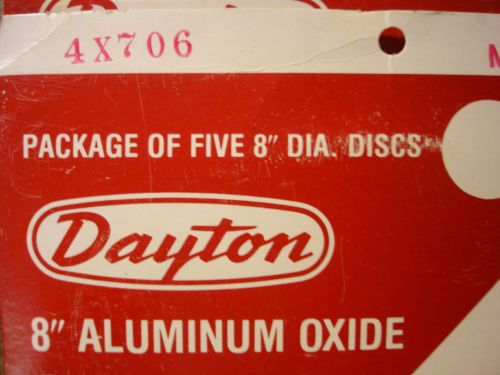 4X706
PACKAGE OF FIVE 8" DIA. DISCS
Dayton
8" ALUMINUM OXIDE